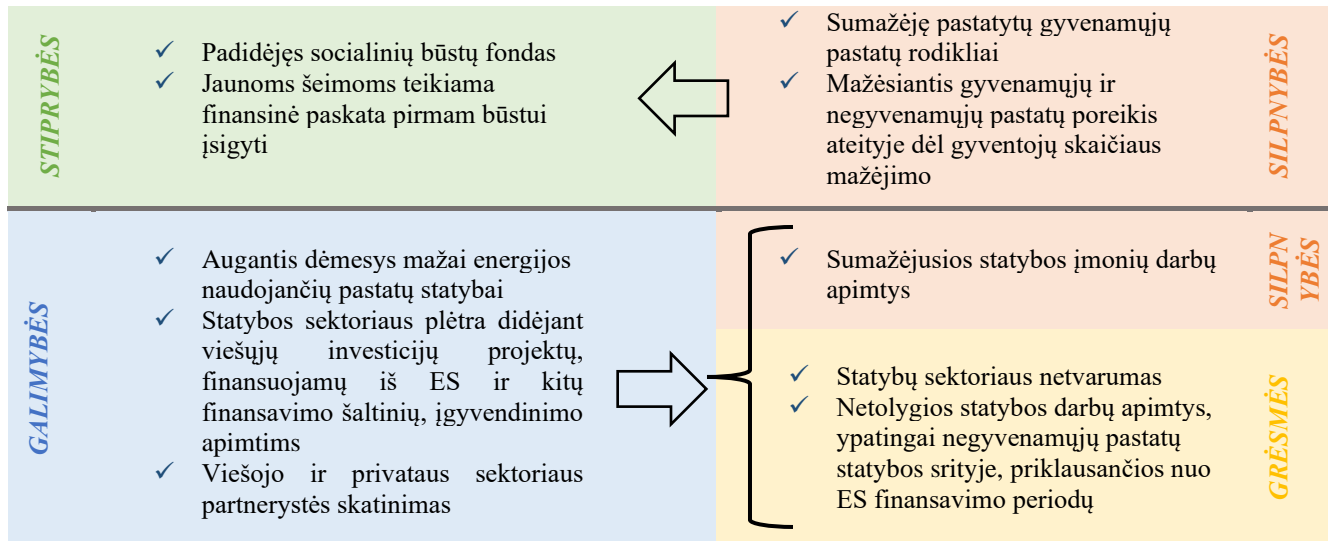 STIPRYBĖS
Padidėjęs socialinių būstų fondas
Jaunoms šeimoms teikiama
finansinė paskata pirmam būstui
įsigyti
Sumažėję pastatytų gyvenamųjų
pastatų rodikliai
Mažėsiantis gyvenamųjų ir
negyvenamųjų pastatų poreikis
ateityje dėl gyventojų skaičiaus
mažėjimo
SILPNYBĖS
GALIMYBĖS
Augantis dėmesys mažai energijos
naudojančių pastatų statybai
Statybos sektoriaus plėtra didėjant
viešųjų investicijų projektų,
finansuojamų iš ES ir kitų
finansavimo šaltinių, įgyvendinimo
apimtims
Viešojo ir privataus sektoriaus
partnerystės skatinimas
Sumažėjusios statybos įmonių darbų
apimtys
SILPN
YBĖS
Statybų sektoriaus netvarumas
Netolygios statybos darbų apimtys,
ypatingai negyvenamųjų pastatų
statybos srityje, priklausančios nuo
ES finansavimo periodų
GRĖSMĖS